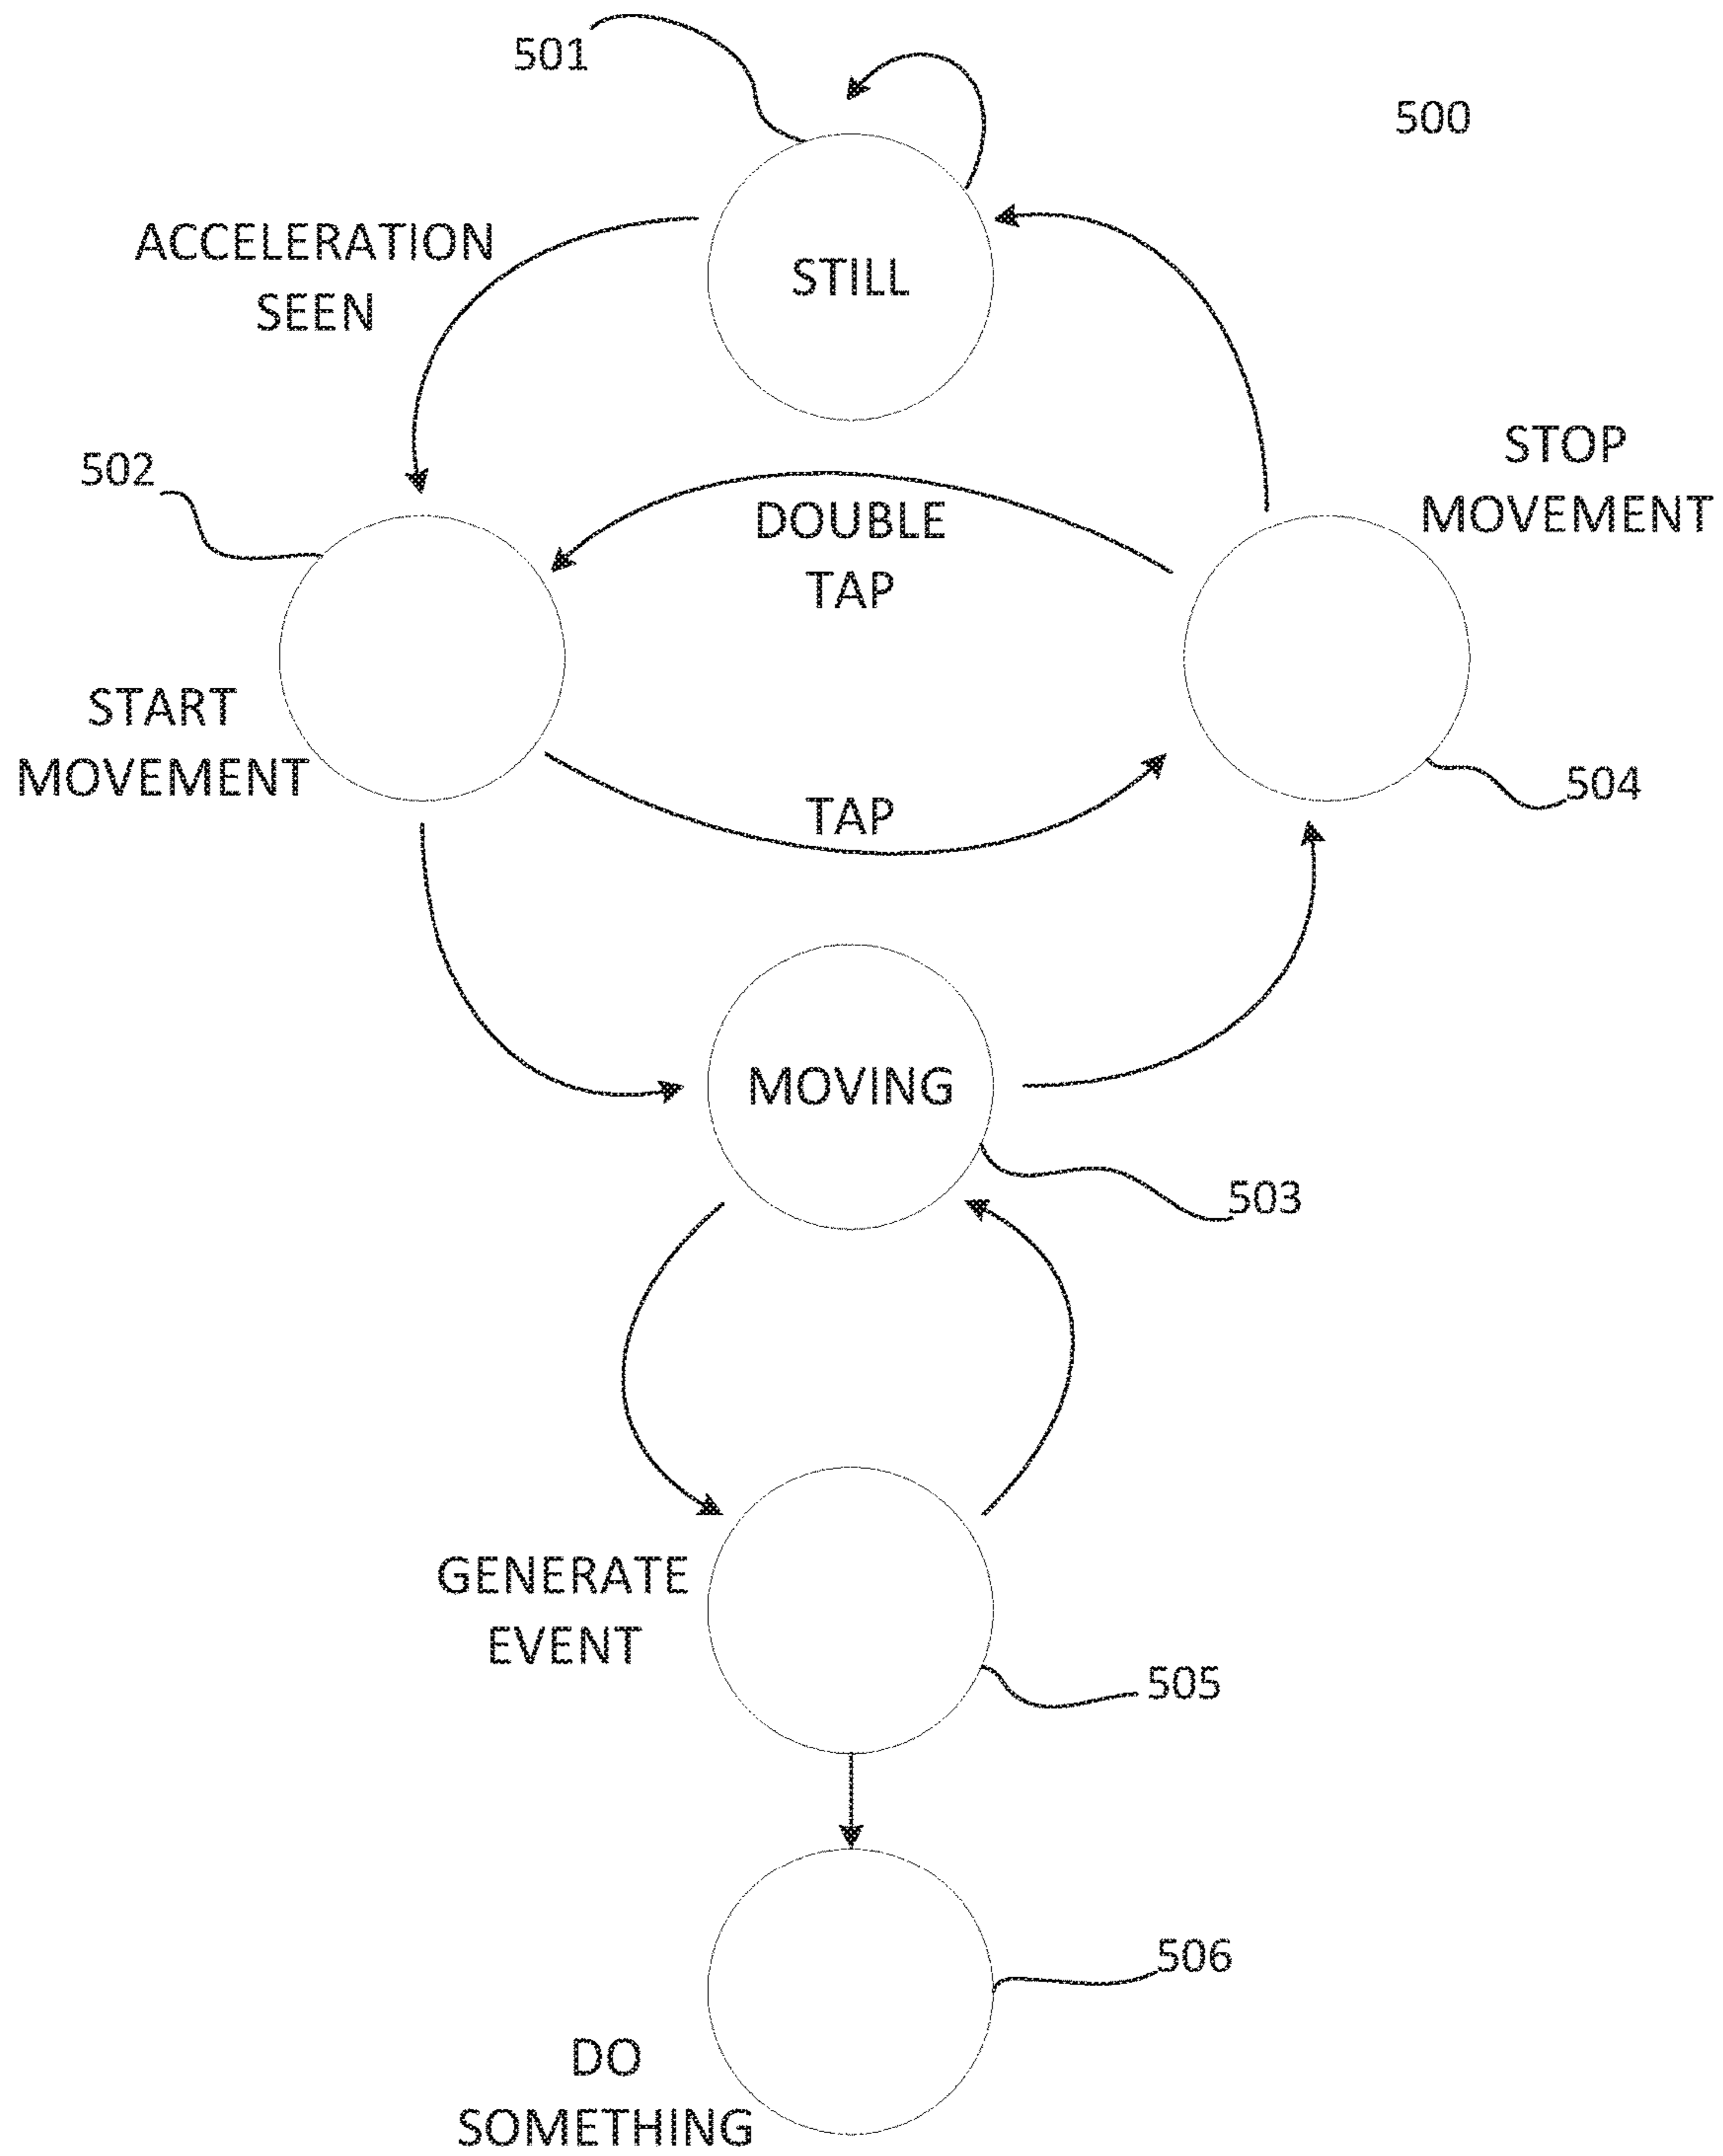 501
500
ACCELERATION
SEEN
STILL
502
STOP
MOVEMENT
DOUBLE
TAP
START
MOVEMENT
TAP
504
MOVING
503
GENERATE
EVENT
505
506
DO
SOMETHING